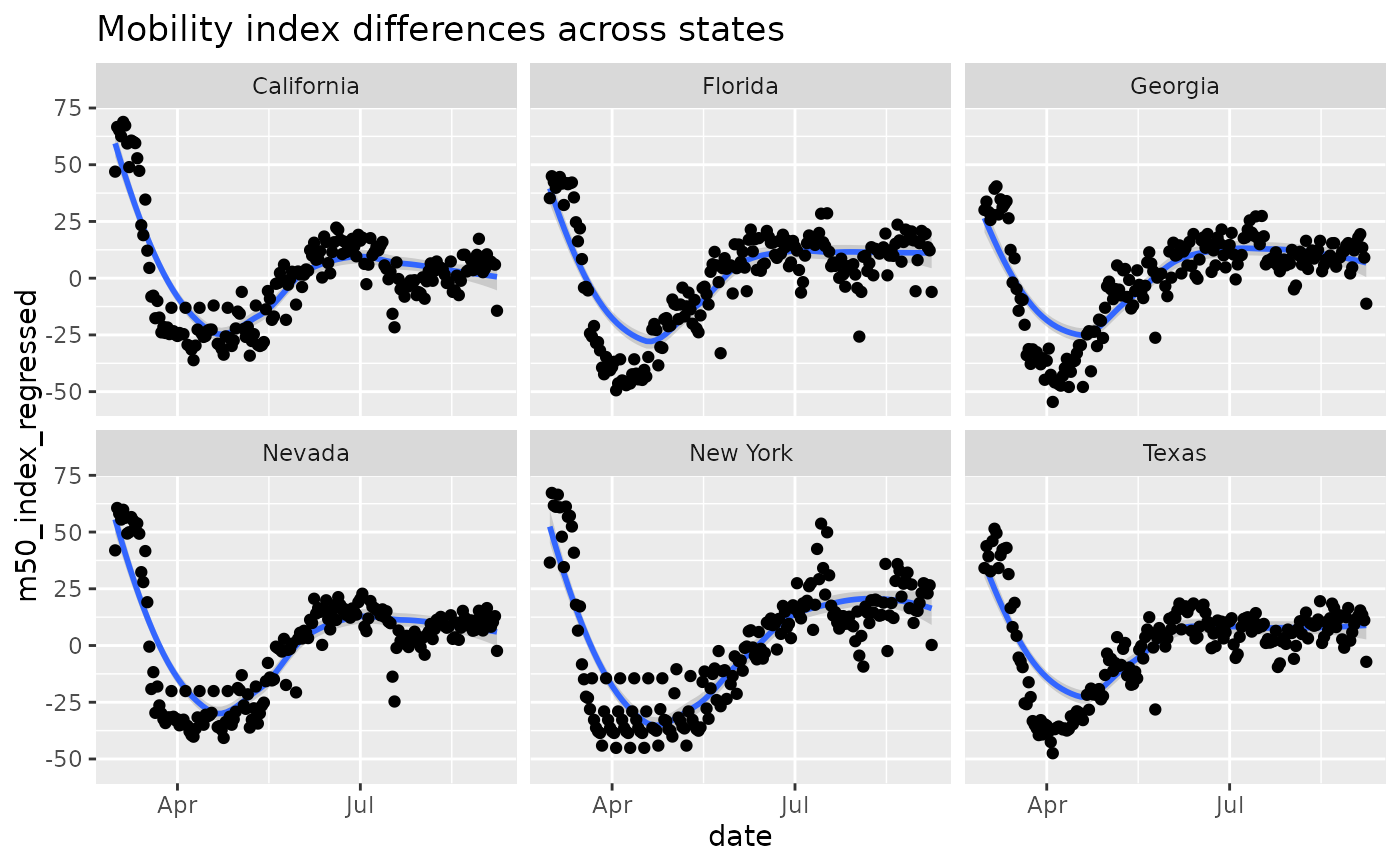 Mobility index differences across states
California
Florida
Georgia
75
50
25
0
-25
-50
m50_index_regressed
Nevada
New York
Texas
75
50
25
0
-25
-50
Apr
Jul
Apr
Jul
Apr
Jul
date